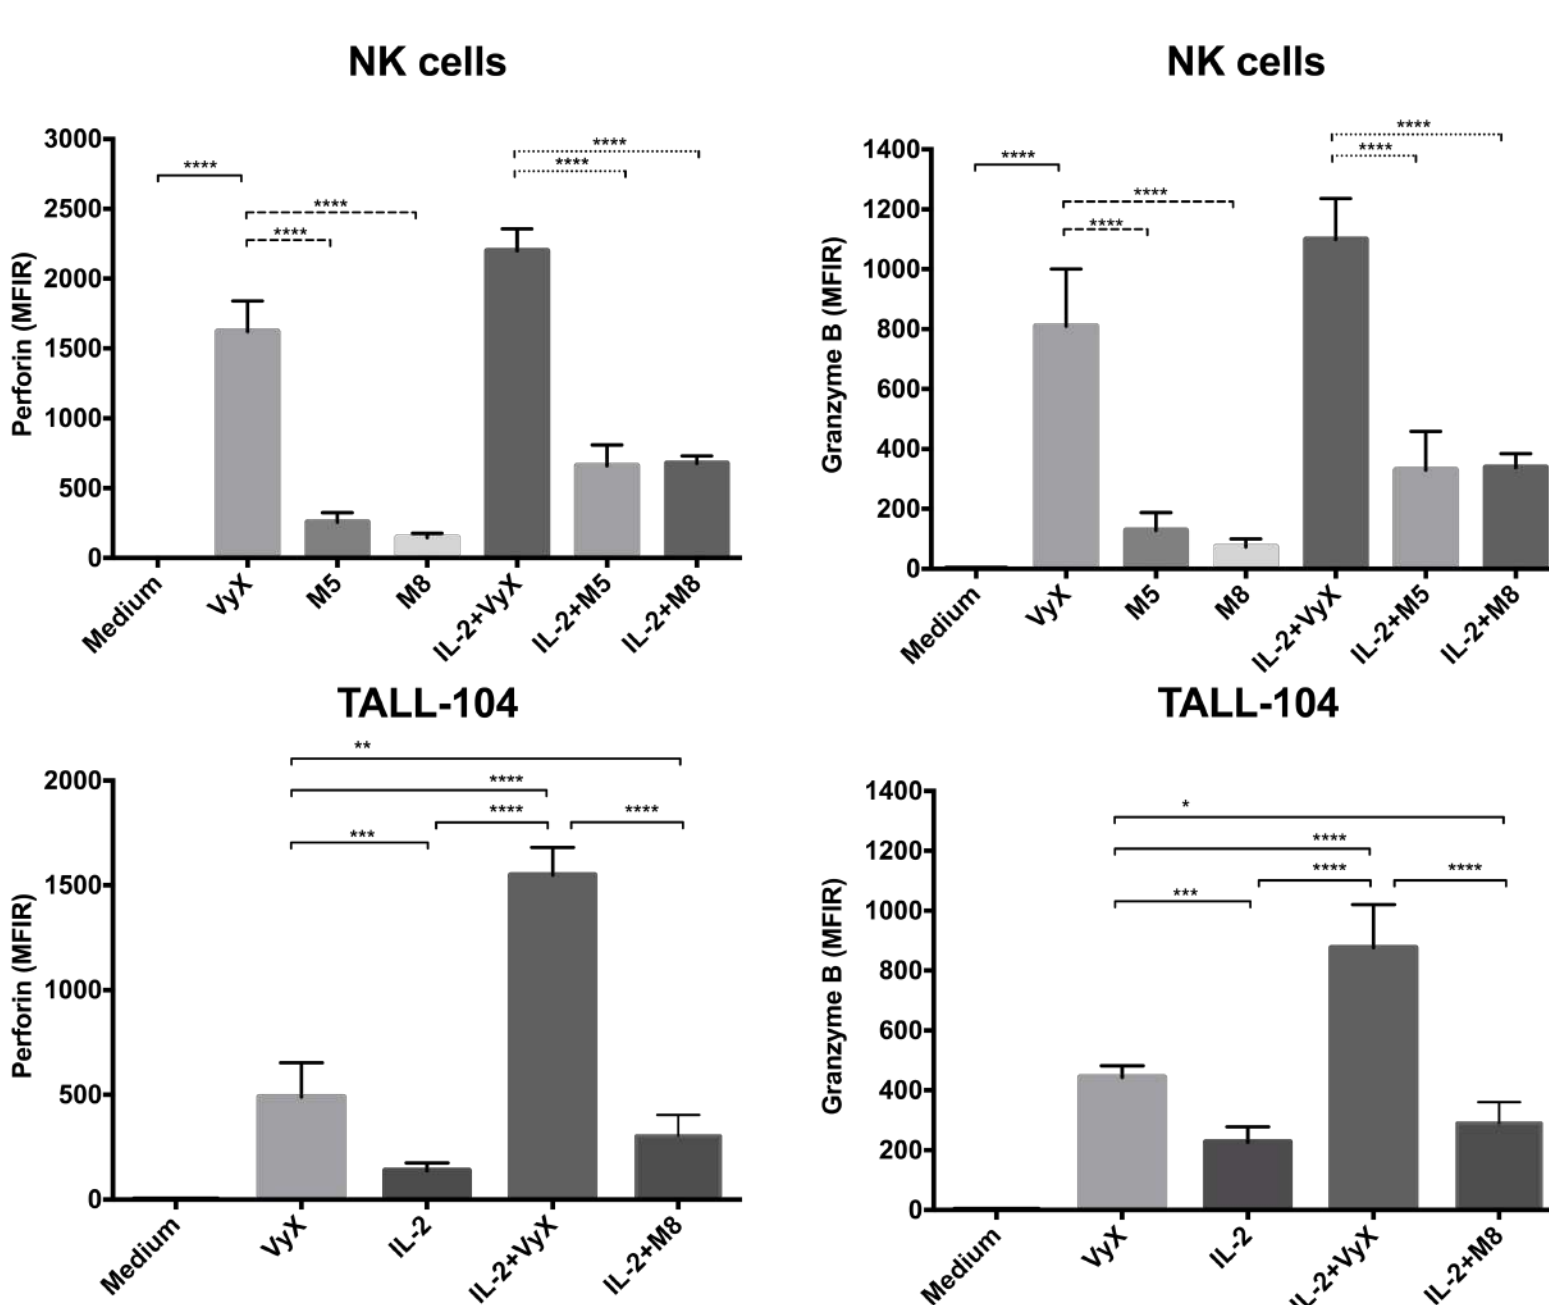 NK cells
****
****
****
****
****
Perforin (MFIR)
3000
2500
2000
1500
1000
500
0
Medium
VyX
M5
M8
IL-2+VyX
IL-2+M5
IL-2+M8
NK cells
****
****
****
****
****
Granzyme B (MFIR)
1400
1200
1000
800
600
400
200
0
Medium
VyX
M5
M8
IL-2+VyX
IL-2+M5
IL-2+M8
TALL-104
**
****
****
****
***
Perforin (MFIR)
2000
1500
1000
500
0
Medium
VyX
IL-2
IL-2+VyX
IL-2+M8
TALL-104
*
****
****
****
***
Granzyme B (MFIR)
1400
1200
1000
800
600
400
200
0
Medium
VyX
IL-2
IL-2+VyX
IL-2+M8